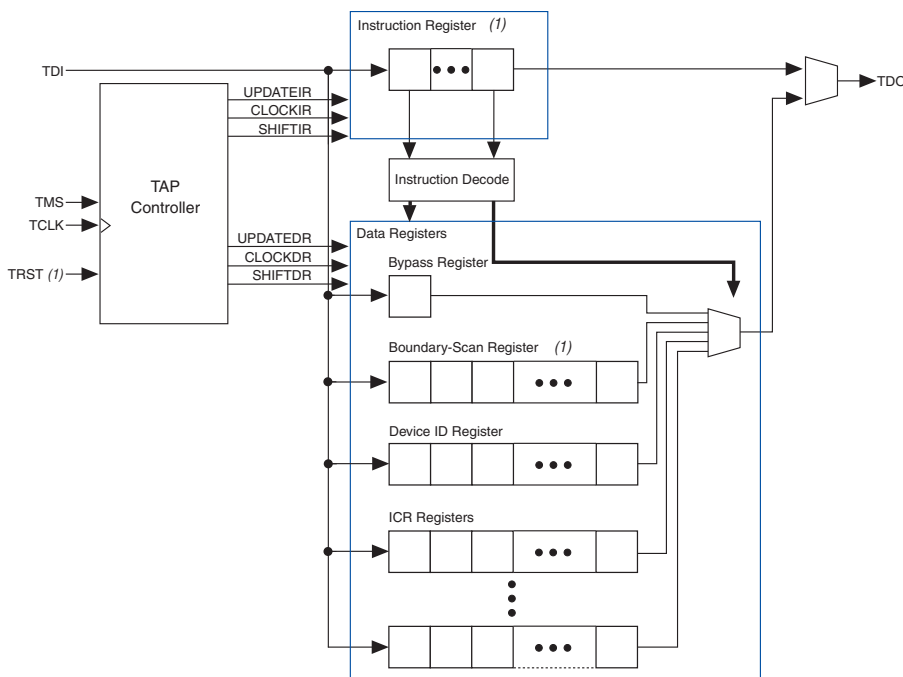 Instruction Register (1)
TDI
TDO
UPDATEIR
CLOCKIR
SHIFTIR
TAP
Controller
Instruction Decode
TMS
TCLK
TRST (1)
Data Registers
UPDATEDR
CLOCKDR
SHIFTDR
Bypass Register
Boundary-Scan Register (1)
Device ID Register
ICR Registers